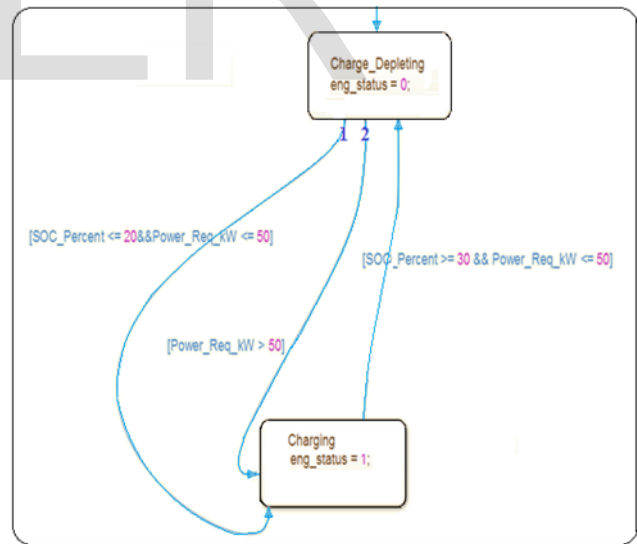 Charge_Depleting
eng_status = 0;
1 2
[SOC_Percent <= 20&&Power_Req_kW <= 50]
[SOC_Percent >= 30 && Power_Req_kW <= 50]
[Power_Req_kW > 50]
Charging
eng_status = 1;